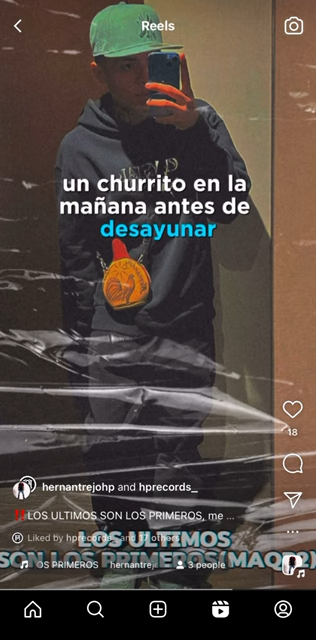 Reels
un churrito en la
mañana antes de
desayunar
18
hernantrejohp and hprecords_
LOS ULTIMOS SON LOS PRIMEROS, me ...
Liked by hprecords_ and 17 others
LOS ULTIMOS
SON LOS PRIMEROS(MAQ
OS PRIMEROS hernantrej
3 people